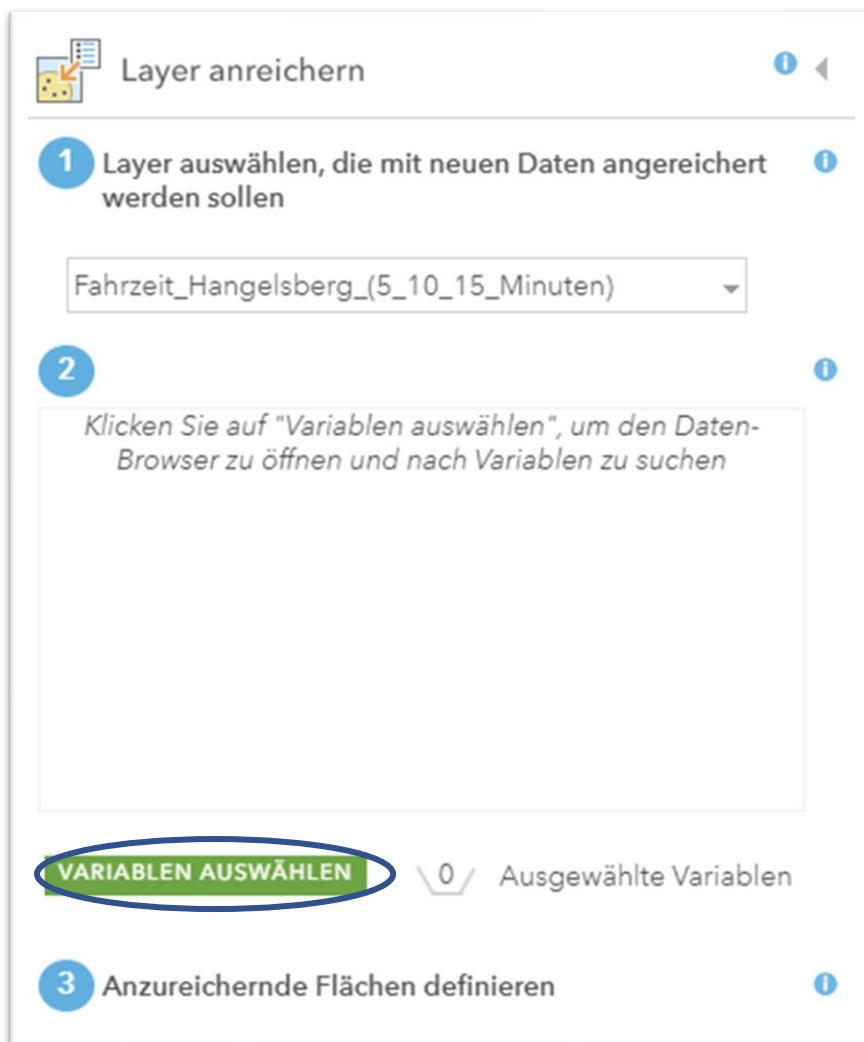 Layer anreichern
1 Layer auswählen, die mit neuen Daten angereichert
werden sollen
Fahrzeit_Hangelsberg_(5_10_15_Minuten)
2
Klicken Sie auf "Variablen auswählen", um den Daten-
Browser zu öffnen und nach Variablen zu suchen
VARIABLEN AUSWÄHLEN 0 Ausgewählte Variablen
3 Anzureichernde Flächen definieren